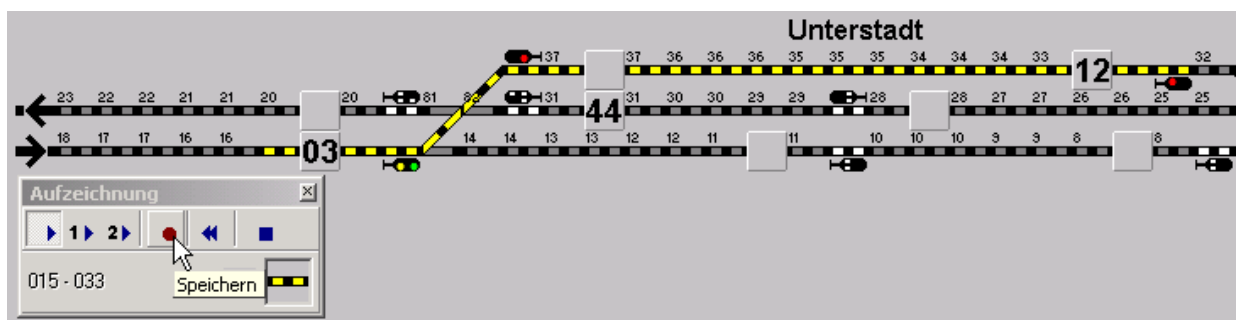 Unterstadt
37 37 36 36 36 35 35 35 34 34 34 33 12 32
23 22 22 21 21 20 20 81 82 31 44 31 30 30 29 29 28 28 27 27 26 26 25 25
18 17 17 16 16 03 14 14 13 13 12 12 11 11 10 10 10 9 9 8 8
Aufzeichnung
1 2
015 - 033
Speichern